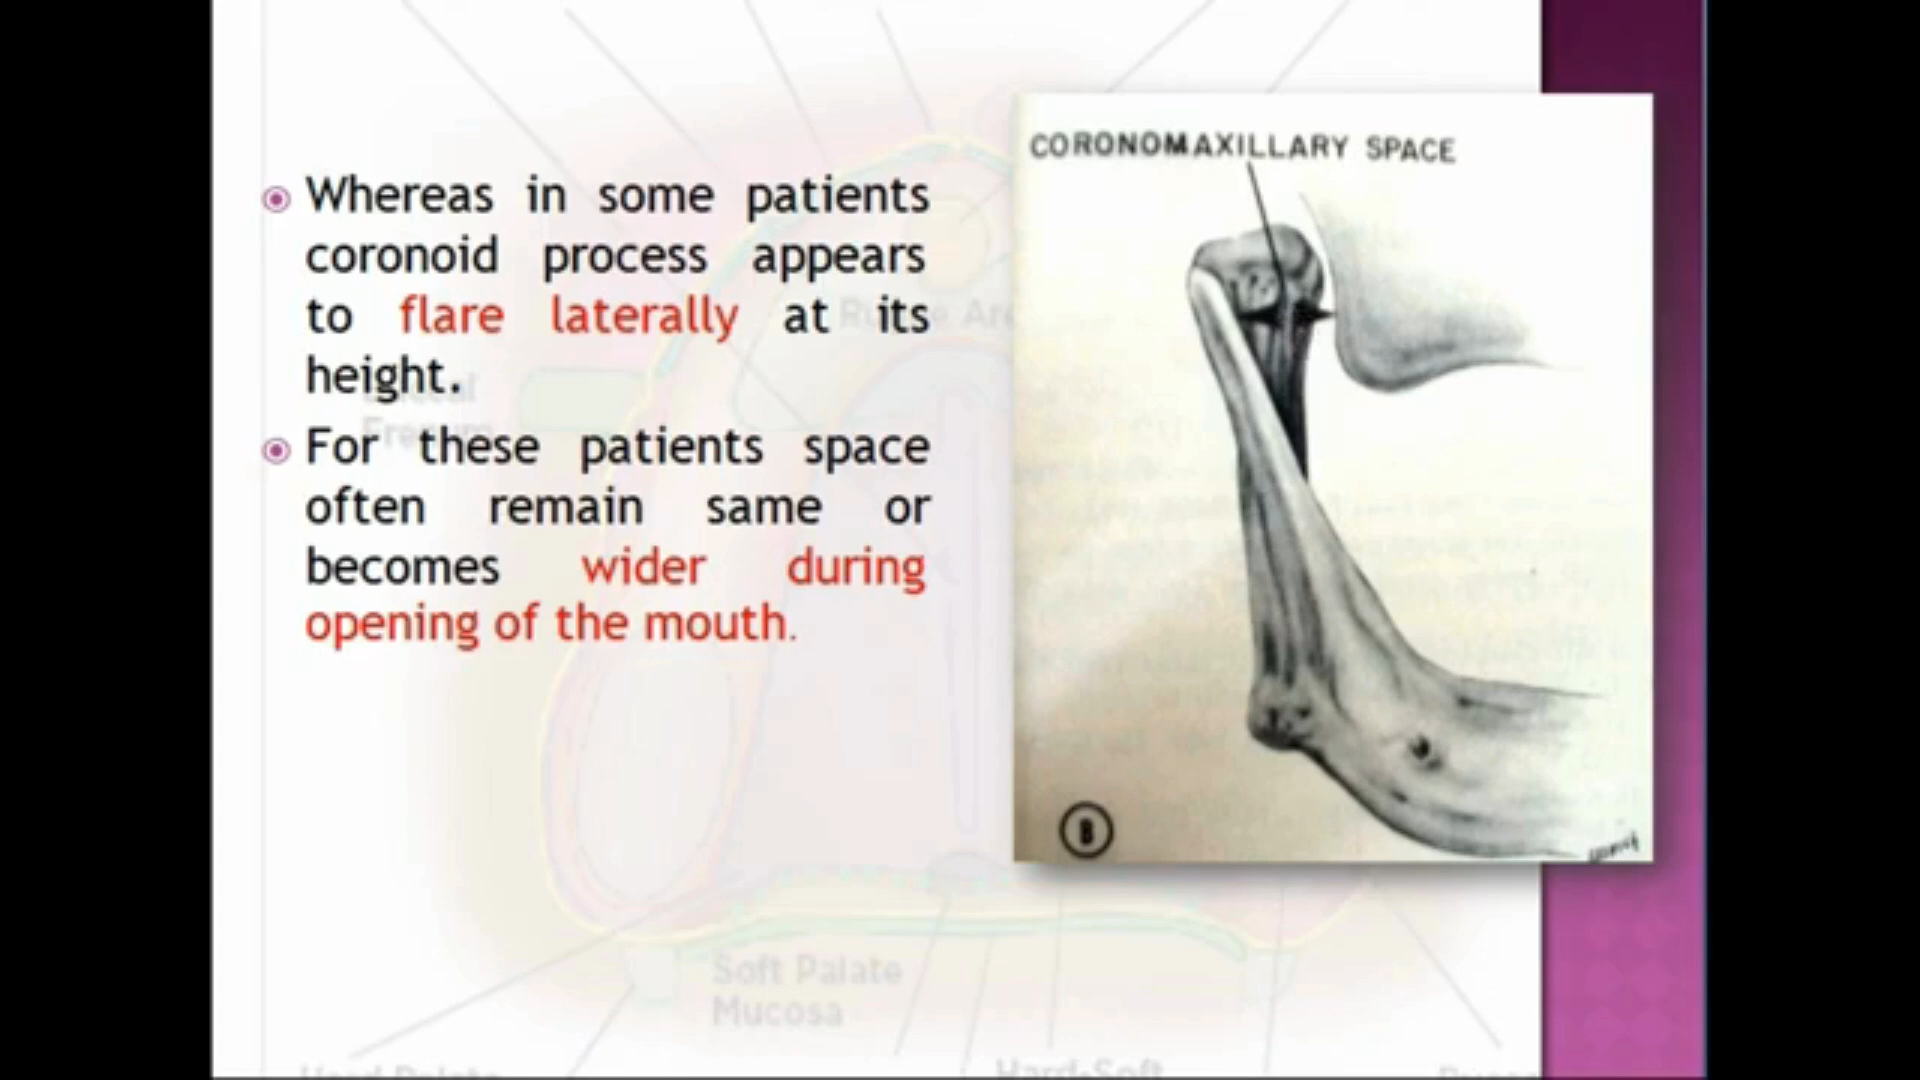 CORONOMAXILLARY SPACE
Whereas in some patients
coronoid process appears
to flare laterally at its
height.
For these patients space
often remain same or
becomes wider during
opening of the mouth.
B
Soft Palate
Mucosa